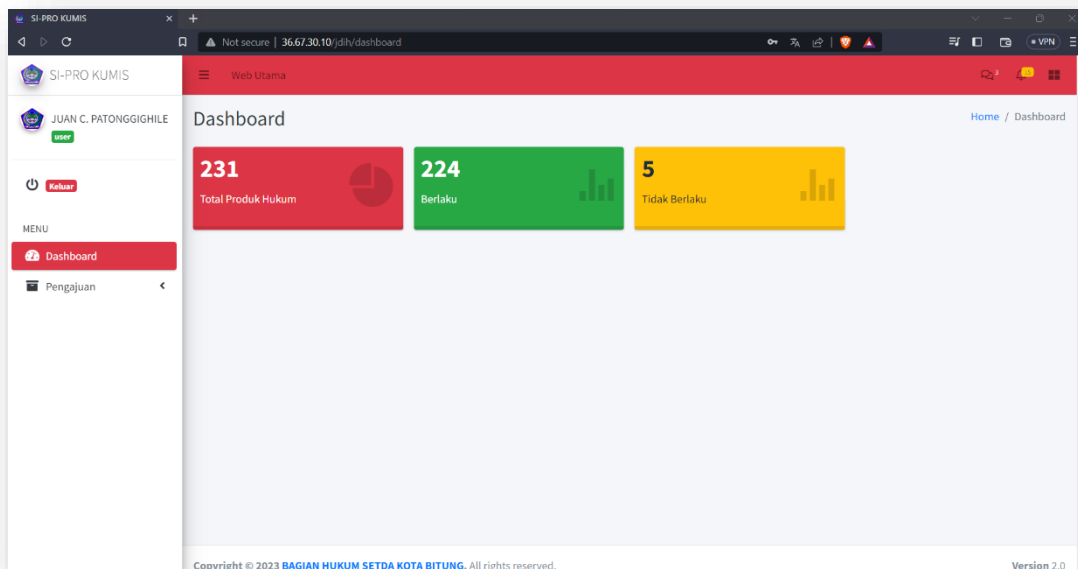 SI-PRO KUMIS
Not secure | 36.67.30.10/jdih/dashboard
VPN
SI-PRO KUMIS
Web Utama
3
15
JUAN C. PATONGGIGHILE
user
Keluar
MENU
Dashboard
Pengajuan
Dashboard
Home / Dashboard
231
Total Produk Hukum
224
Berlaku
5
Tidak Berlaku
Copyright © 2023 BAGIAN HUKUM SETDA KOTA BITUNG. All rights reserved.
Version 2.0